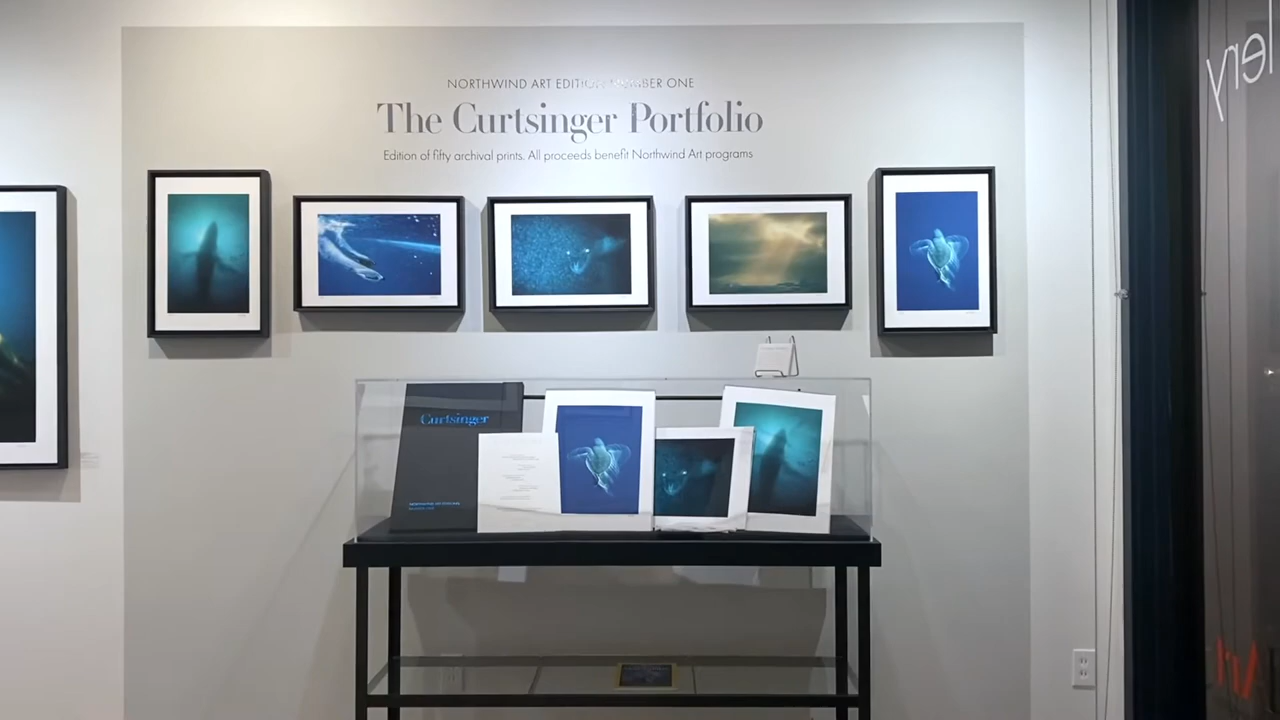 NORTHWIND ART EDITION NUMBER ONE
The Curtsinger Portfolio
Edition of fifty archival prints. All proceeds benefit Northwind Art programs
Curtsinger
lery